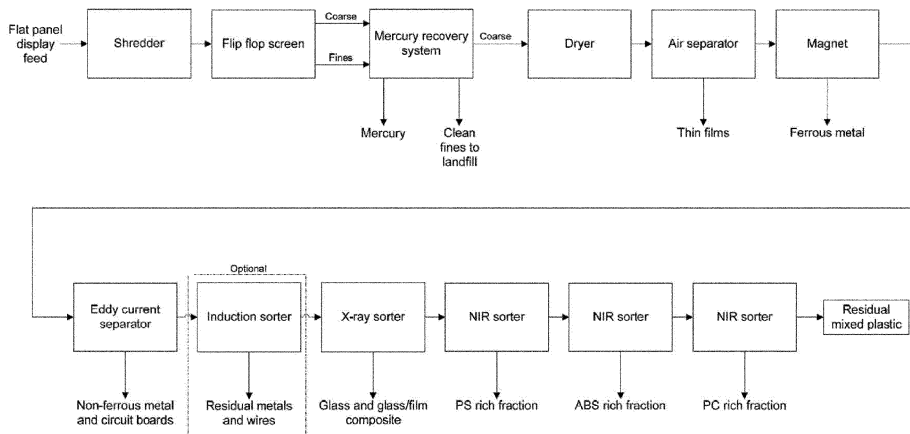 Flat panel
display
feed
Shredder
Flip flop screen
Coarse
Fines
Mercury recovery
system
Coarse
Dryer
Air separator
Magnet
Mercury
Clean
fines to
landfill
Thin films
Ferrous metal
Optional
Eddy current
separator
Induction sorter
X-ray sorter
NIR sorter
NIR sorter
NIR sorter
Residual
mixed plastic
Non-ferrous metal
and circuit boards
Residual metals
and wires
Glass and glass/film
composite
PS rich fraction
ABS rich fraction
PC rich fraction